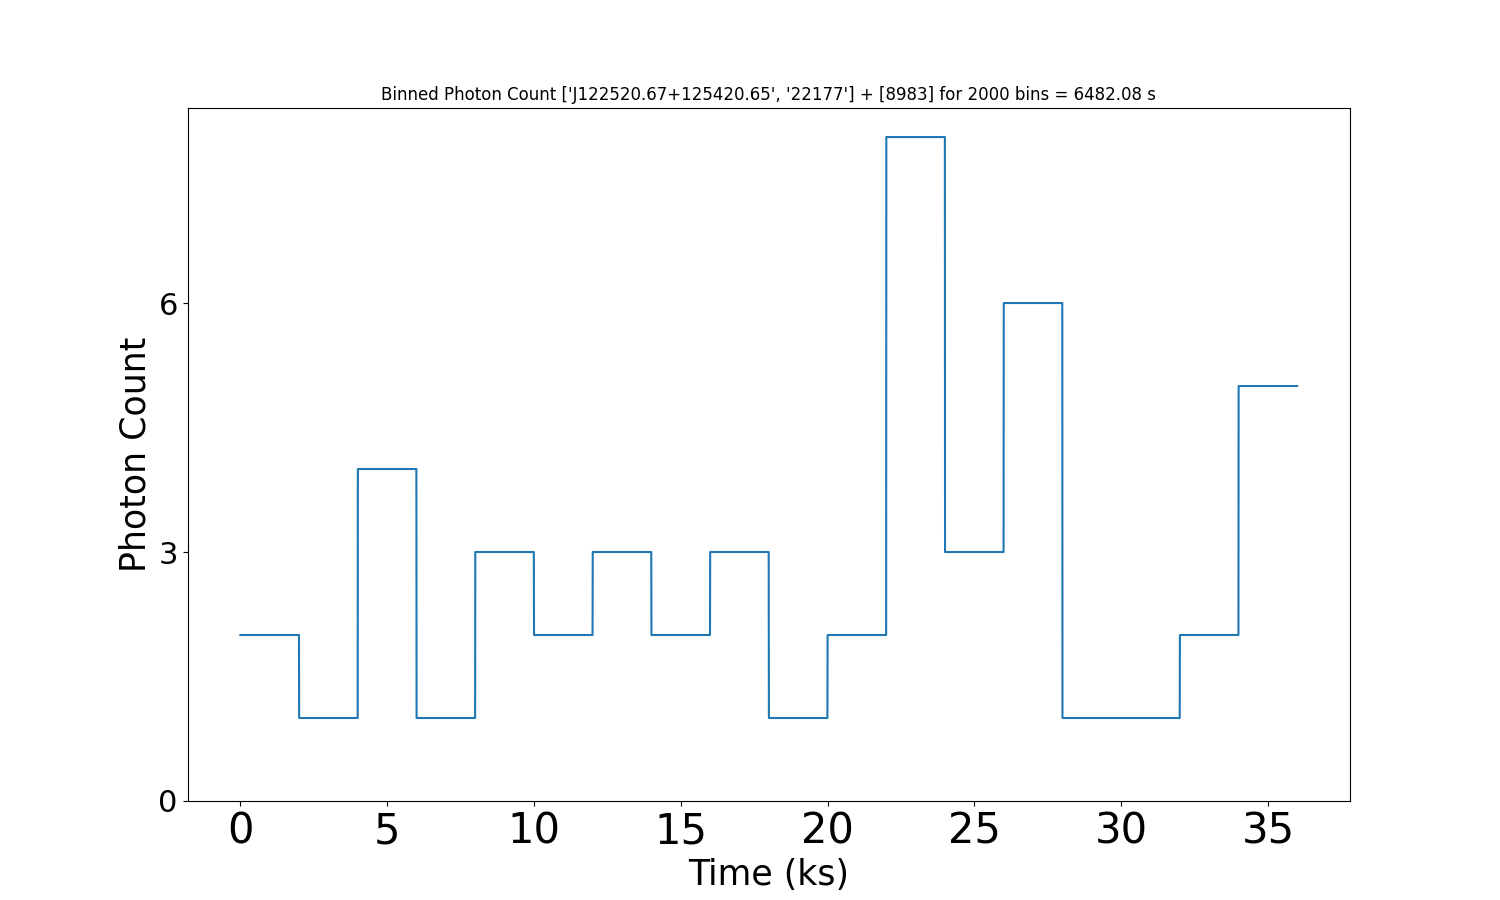 Binned Photon Count ['J122520.67+125420.65', '22177'] + [8983] for 2000 bins = 6482.08 s
6
3
0
Photon Count
0 5 10 15 20 25 30 35
Time (ks)